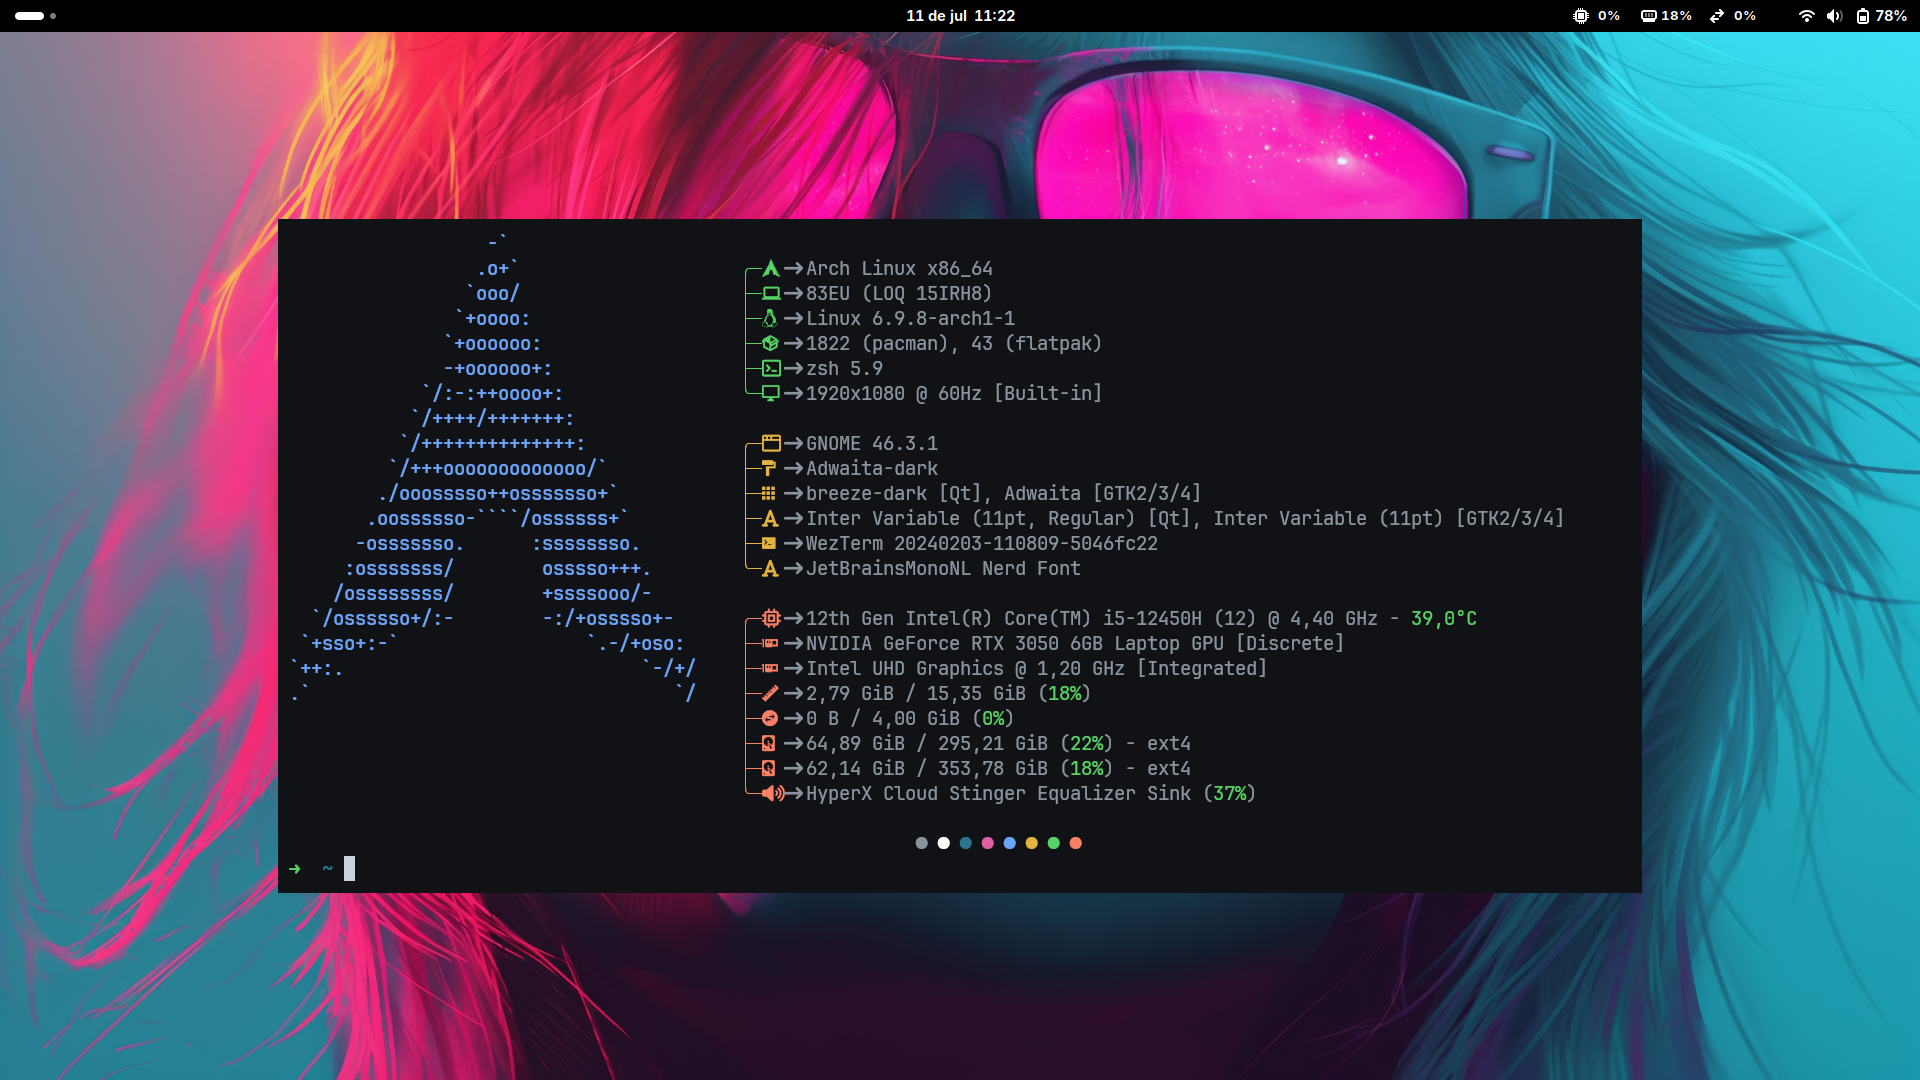 11 de jul 11:22
0% 18% 0% 78%
-`
.o+`
`ooo/
`+oooo:
`+oooooo:
-+oooooo+:
`/:-:++oooo+:
`/++++/+++++++:
`/++++++++++++++:
`/+++ooooooooooooo/`
./ooosssso++osssssso+`
.oossssso-````/ossssss+`
-osssssso. :ssssssso.
:osssssss/ osssso+++.
/ossssssss/ +ssssooo/-
`/ossssso+/:- -:/+osssso+-
`+sso+:-` `.-/+oso:
`++:. `-/+/
.` `/
Arch Linux x86_64
83EU (LOQ 15IRH8)
Linux 6.9.8-arch1-1
1822 (pacman), 43 (flatpak)
zsh 5.9
1920x1080 @ 60Hz [Built-in]
GNOME 46.3.1
Adwaita-dark
breeze-dark [Qt], Adwaita [GTK2/3/4]
Inter Variable (11pt, Regular) [Qt], Inter Variable (11pt) [GTK2/3/4]
WezTerm 20240203-110809-5046fc22
JetBrainsMonoNL Nerd Font
12th Gen Intel(R) Core(TM) i5-12450H (12) @ 4,40 GHz - 39,0°C
NVIDIA GeForce RTX 3050 6GB Laptop GPU [Discrete]
Intel UHD Graphics @ 1,20 GHz [Integrated]
2,79 GiB / 15,35 GiB (18%)
0 B / 4,00 GiB (0%)
64,89 GiB / 295,21 GiB (22%) - ext4
62,14 GiB / 353,78 GiB (18%) - ext4
HyperX Cloud Stinger Equalizer Sink (37%)
➜ ~